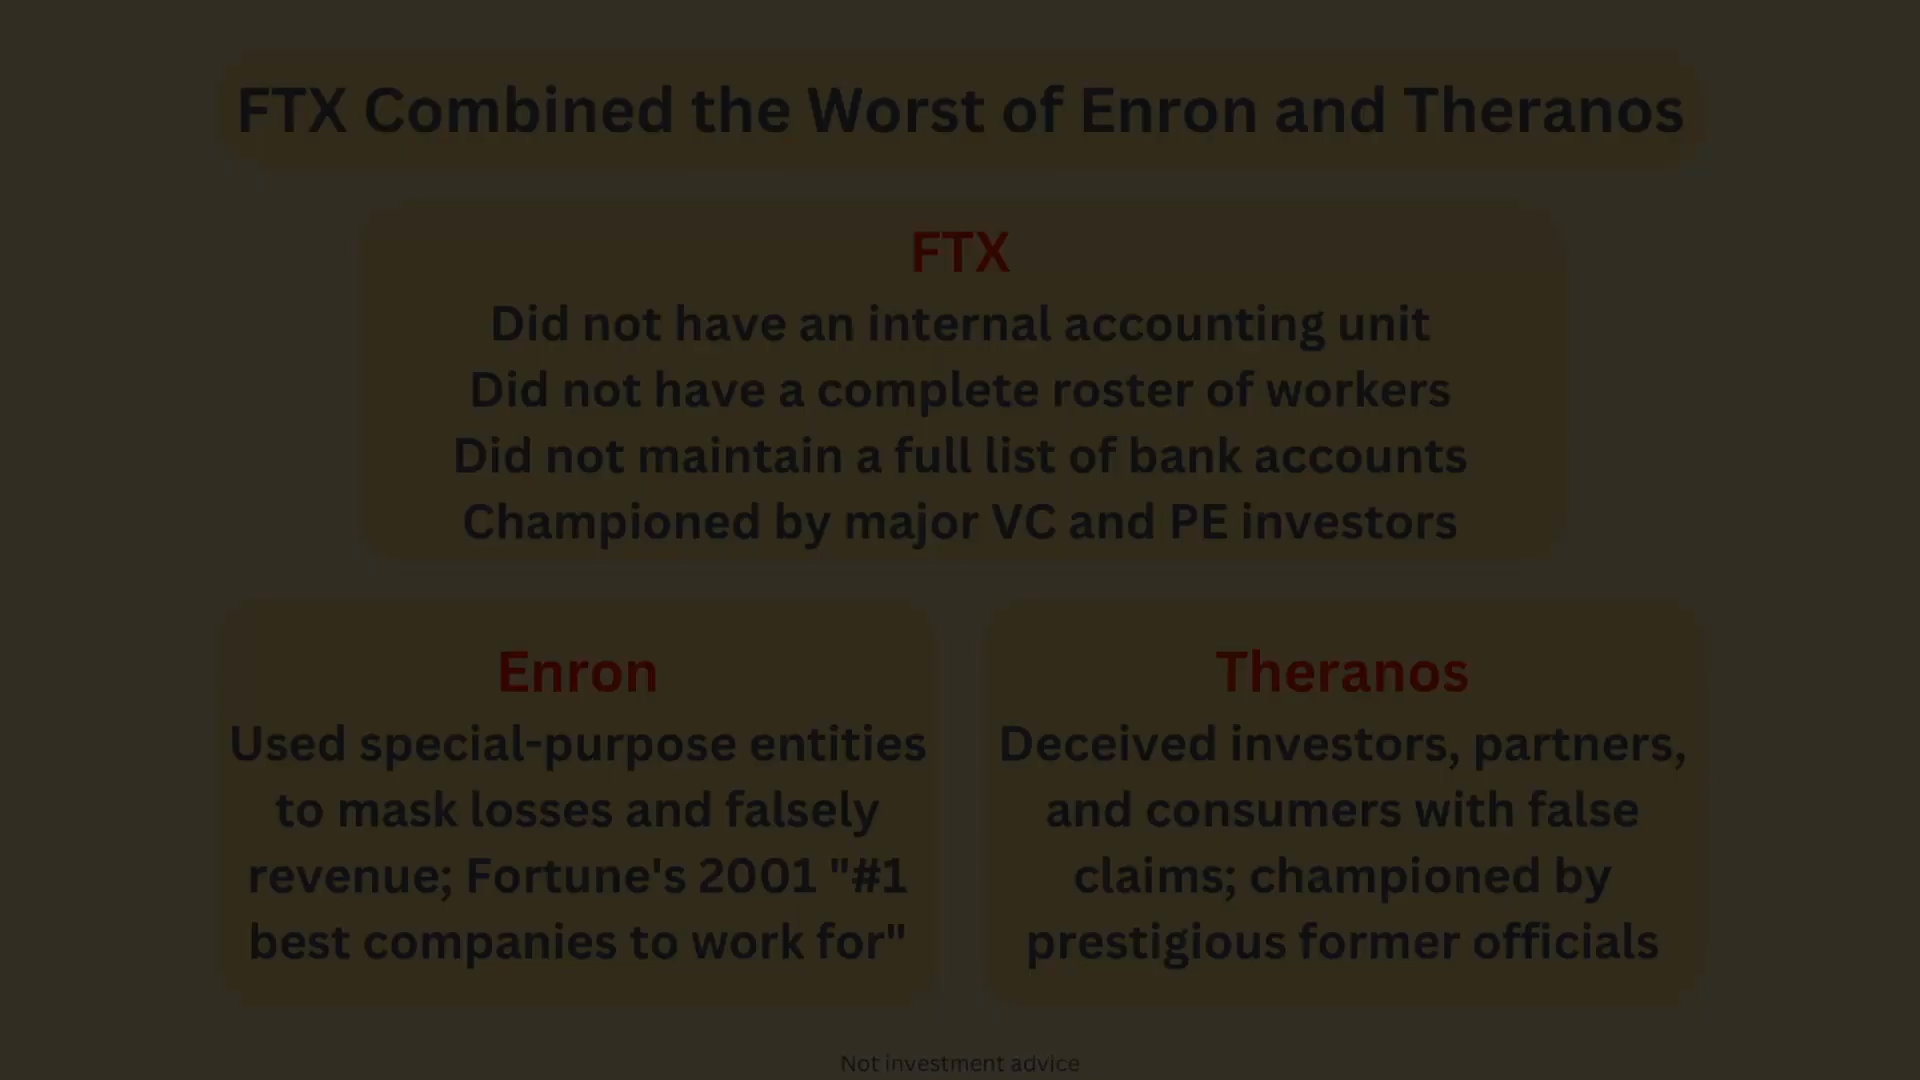 FTX Combined the Worst of Enron and Theranos
FTX
Did not have an internal accounting unit
Did not have a complete roster of workers
Did not maintain a full list of bank accounts
Championed by major VC and PE investors
Enron
Used special-purpose entities
to mask losses and falsely
revenue; Fortune's 2001 "#1
best companies to work for"
Theranos
Deceived investors, partners,
and consumers with false
claims; championed by
prestigious former officials
Not investment advice